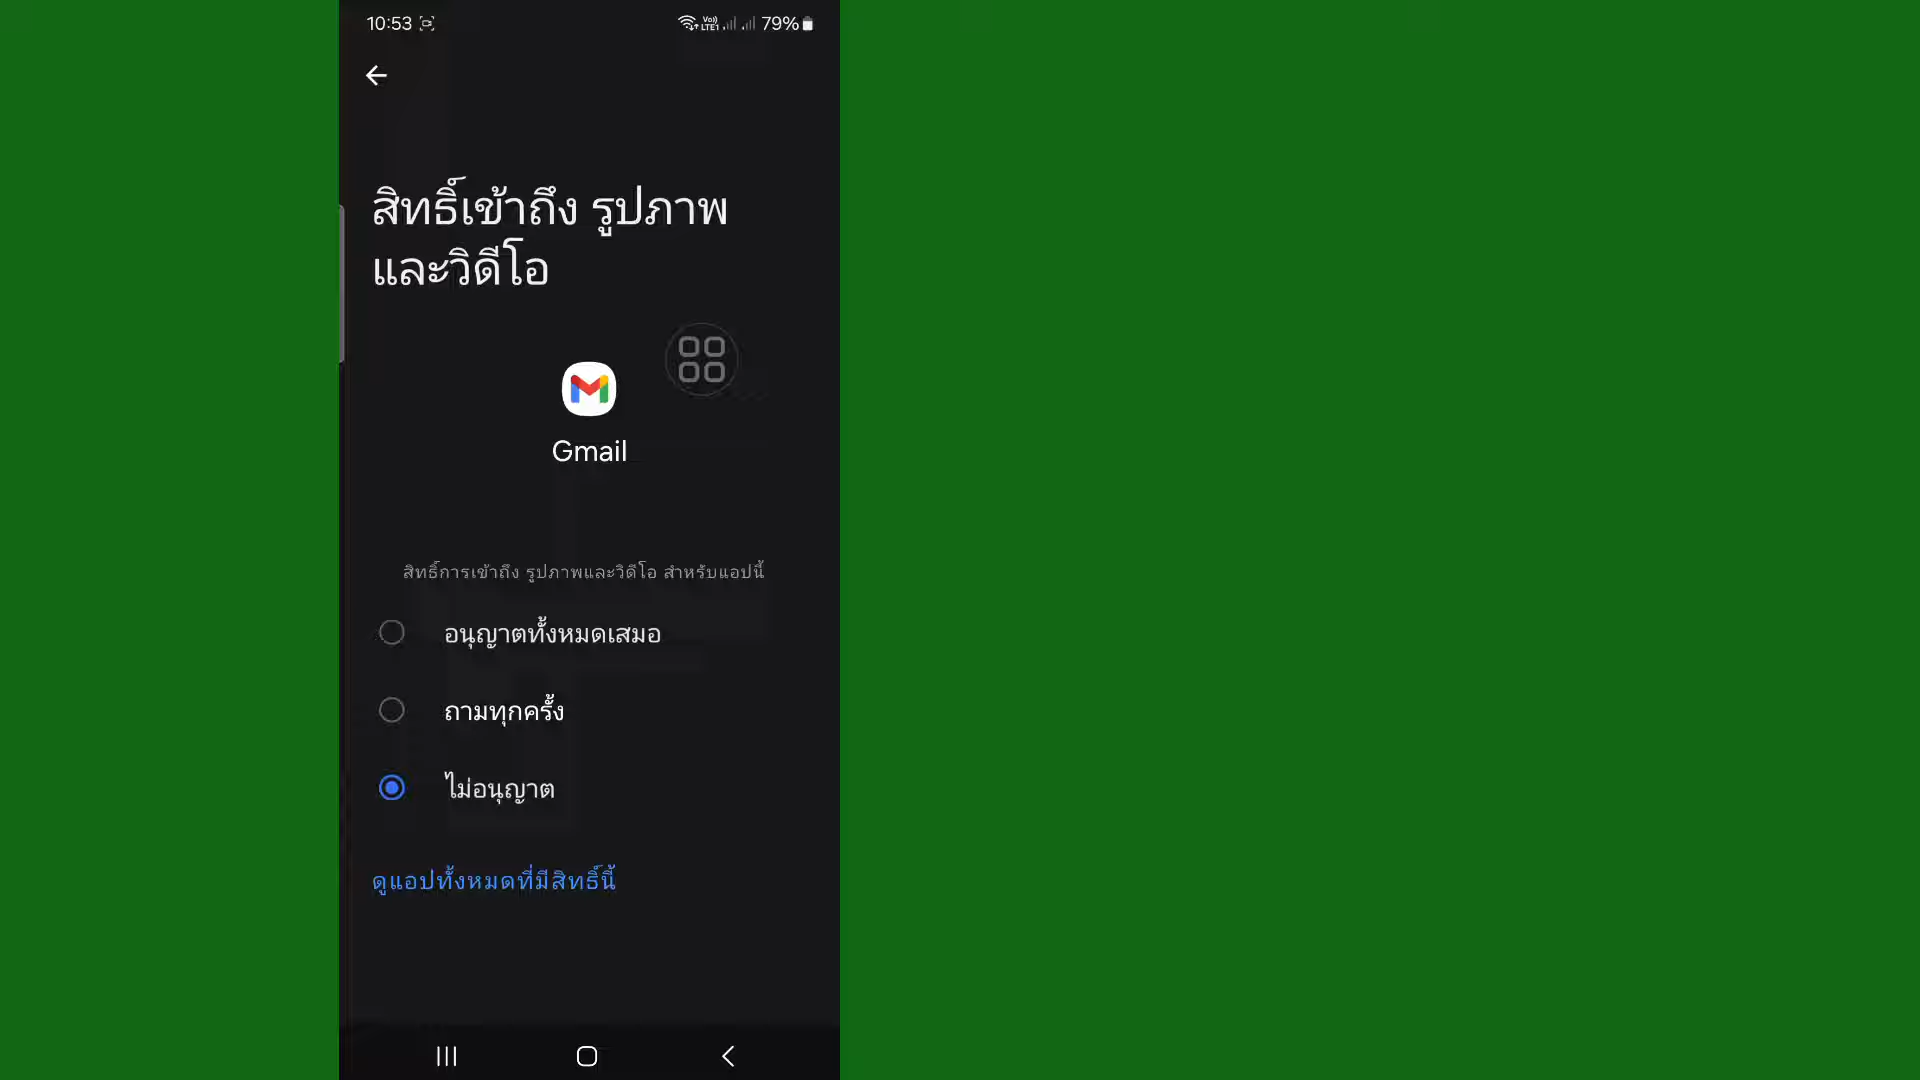 10:53
Vo)) LTE1 79%
สิทธิ์เข้าถึง รูปภาพ
และวิดีโอ
Gmail
สิทธิ์การเข้าถึง รูปภาพและวิดีโอ สำหรับแอปนี้
อนุญาตทั้งหมดเสมอ
ถามทุกครั้ง
ไม่อนุญาต
ดูแอปทั้งหมดที่มีสิทธิ์นี้